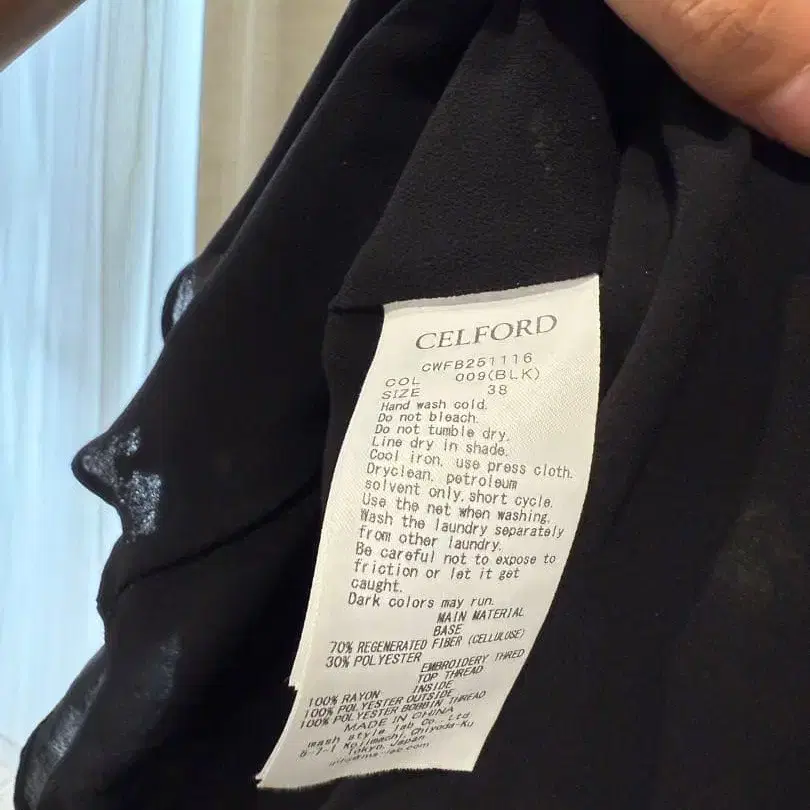 CELFORD
CWFB251116
COL 009(BLK)
SIZE 38
Hand wash cold.
Do not bleach.
Do not tumble dry.
Line dry in shade.
Cool iron, use press cloth.
Dryclean, petroleum
solvent only, short cycle.
Use the net when washing.
Wash the laundry separately
from other laundry.
Be careful not to expose to
friction or let it get
caught.
Dark colors may run.
MAIN MATERIAL
BASE
70% REGENERATED FIBER (CELLULOSE)
30% POLYESTER
EMBROIDERY THRED
TOP THREAD
INSIDE
100% RAYON
100% POLYESTER OUTSIDE
100% POLYESTER BOBBIN THREAD
MADE IN CHINA
mash style lab Co., Ltd.
Kojimachi, Chiyoda-Ku
Tokyo, Japan